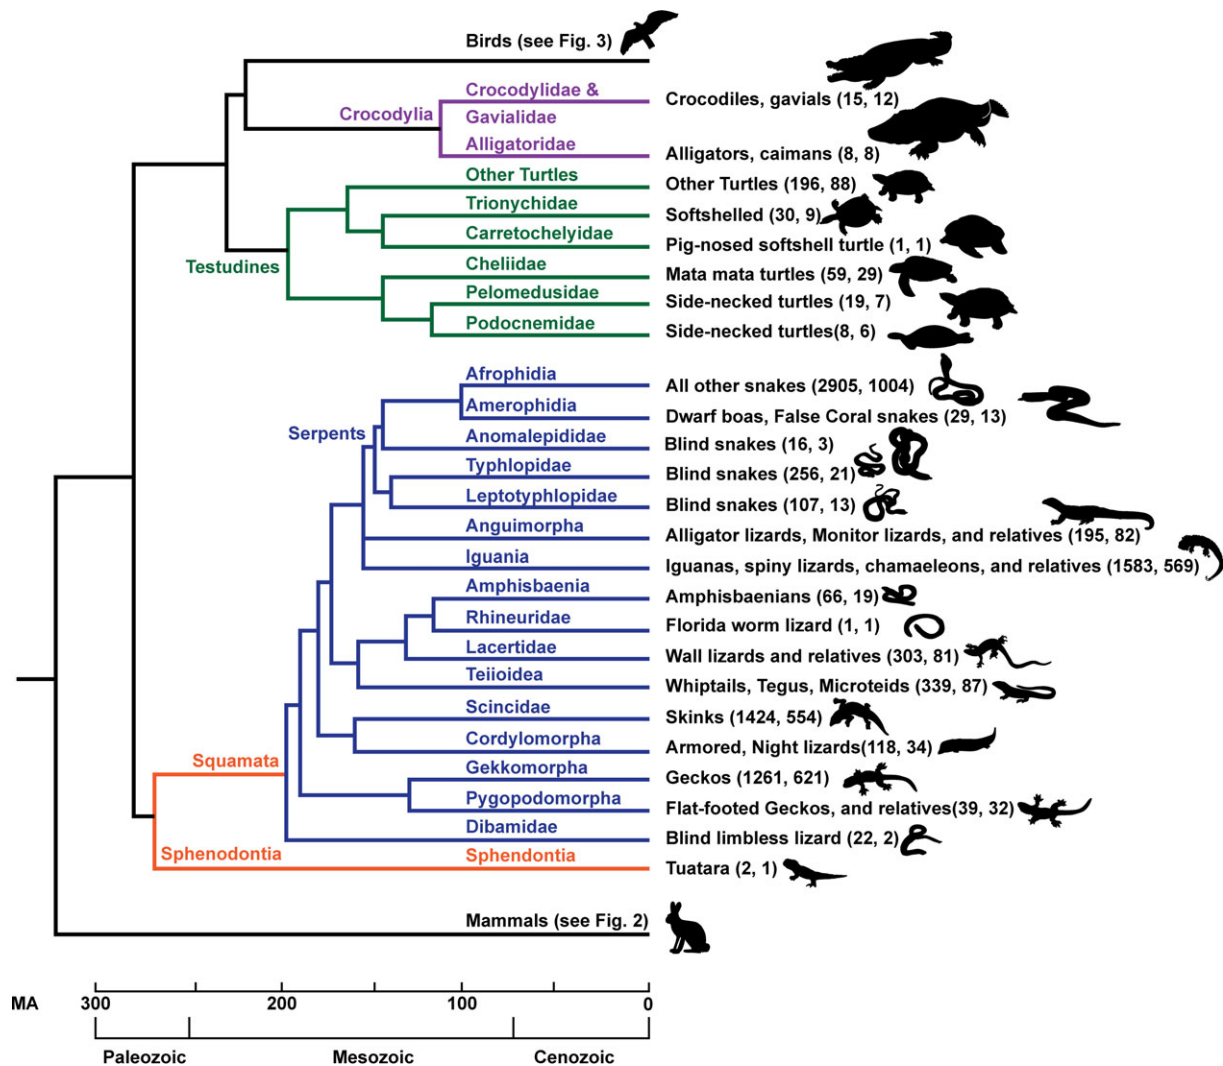 Birds (see Fig. 3)
Crocodylia
Crocodylidae &
Gavialidae
Crocodiles, gavials (15, 12)
Alligatoridae
Alligators, caimans (8, 8)
Testudines
Other Turtles
Other Turtles (196, 88)
Trionychidae
Softshelled (30, 9)
Carretochelyidae
Pig-nosed softshell turtle (1, 1)
Cheliidae
Mata mata turtles (59, 29)
Pelomedusidae
Side-necked turtles (19, 7)
Podocnemidae
Side-necked turtles(8, 6)
Serpents
Afrophidia
All other snakes (2905, 1004)
Amerophidia
Dwarf boas, False Coral snakes (29, 13)
Anomalepididae
Blind snakes (16, 3)
Typhlopidae
Blind snakes (256, 21)
Leptotyphlopidae
Blind snakes (107, 13)
Anguimorpha
Alligator lizards, Monitor lizards, and relatives (195, 82)
Iguania
Iguanas, spiny lizards, chamaeleons, and relatives (1583, 569)
Amphisbaenia
Amphisbaenians (66, 19)
Rhineuridae
Florida worm lizard (1, 1)
Lacertidae
Wall lizards and relatives (303, 81)
Teiioidea
Whiptails, Tegus, Microteids (339, 87)
Scincidae
Skinks (1424, 554)
Cordylomorpha
Armored, Night lizards(118, 34)
Squamata
Gekkomorpha
Geckos (1261, 621)
Pygopodomorpha
Flat-footed Geckos, and relatives(39, 32)
Dibamidae
Blind limbless lizard (22, 2)
Sphenodontia
Sphendontia
Tuatara (2, 1)
Mammals (see Fig. 2)
MA 300 200 100 0
Paleozoic Mesozoic Cenozoic